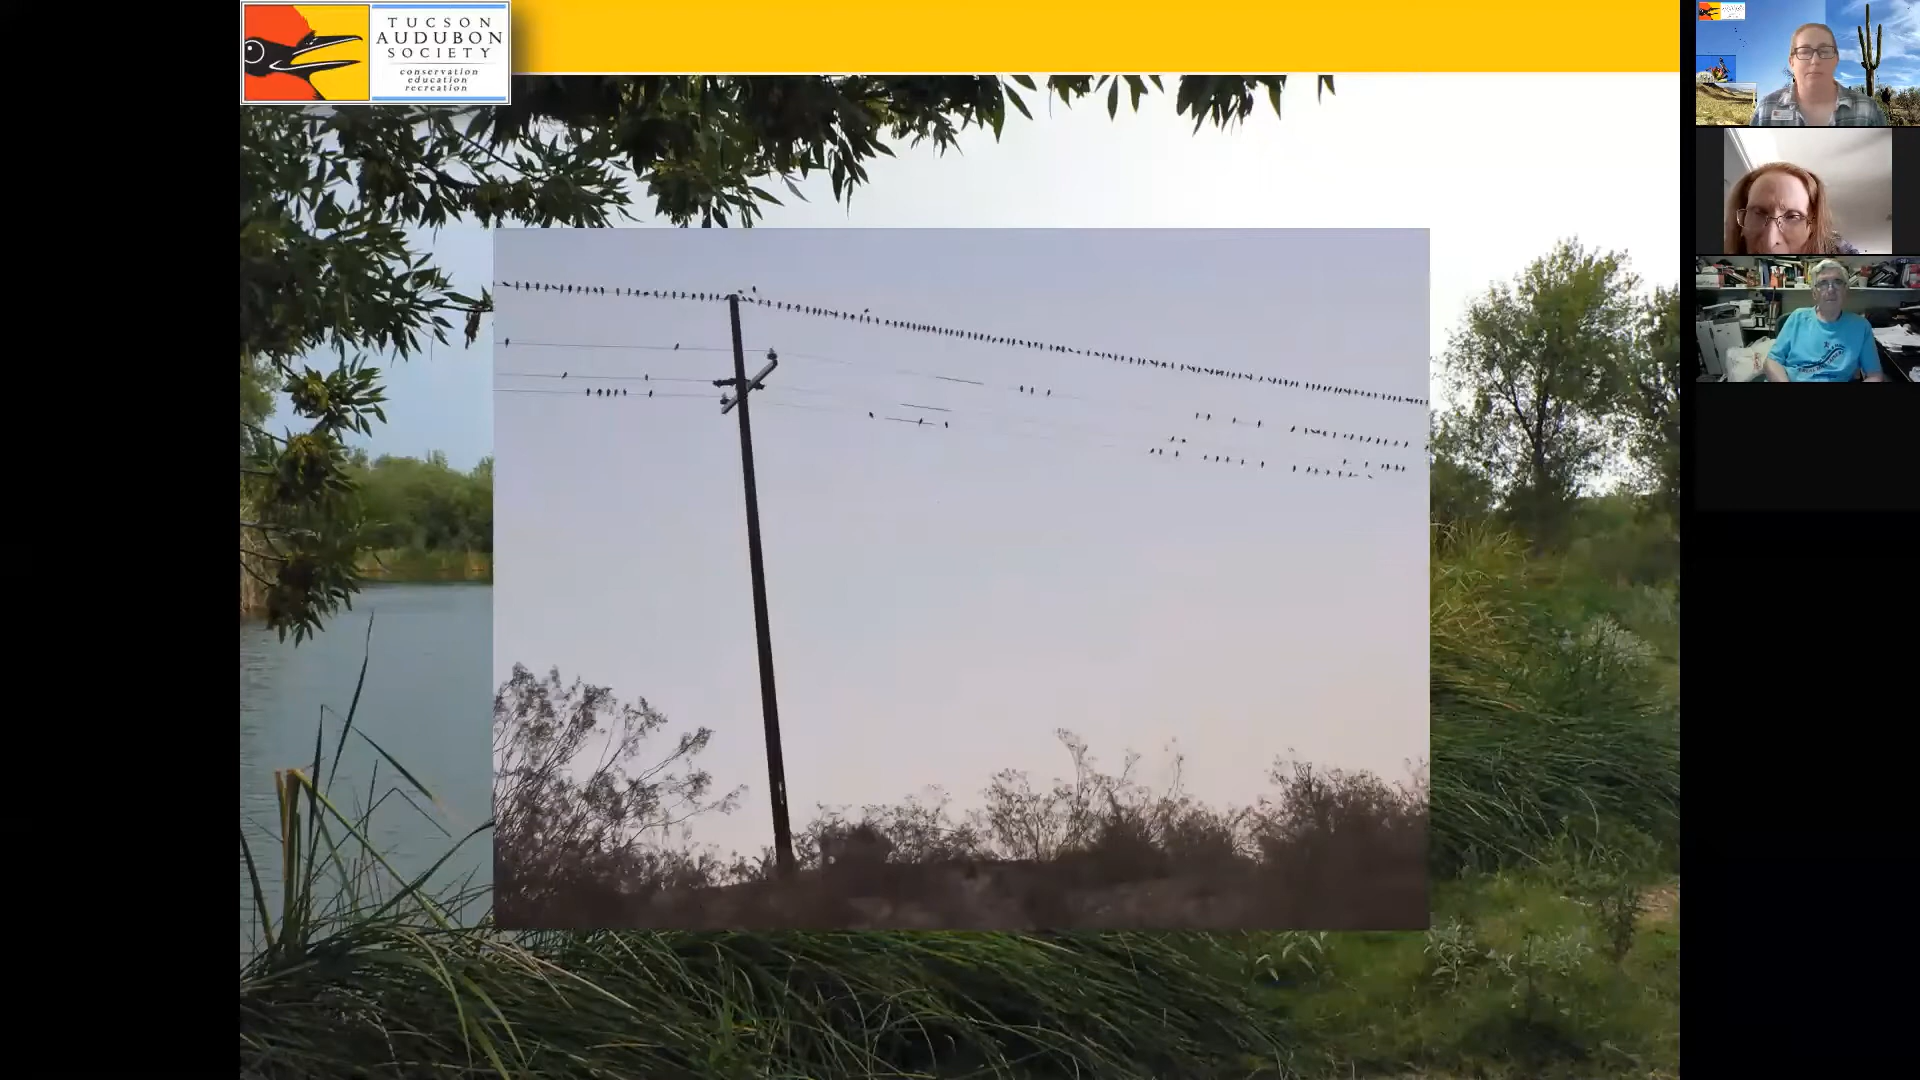 TUCSON
AUDUBON
SOCIETY
conservation
education
recreation